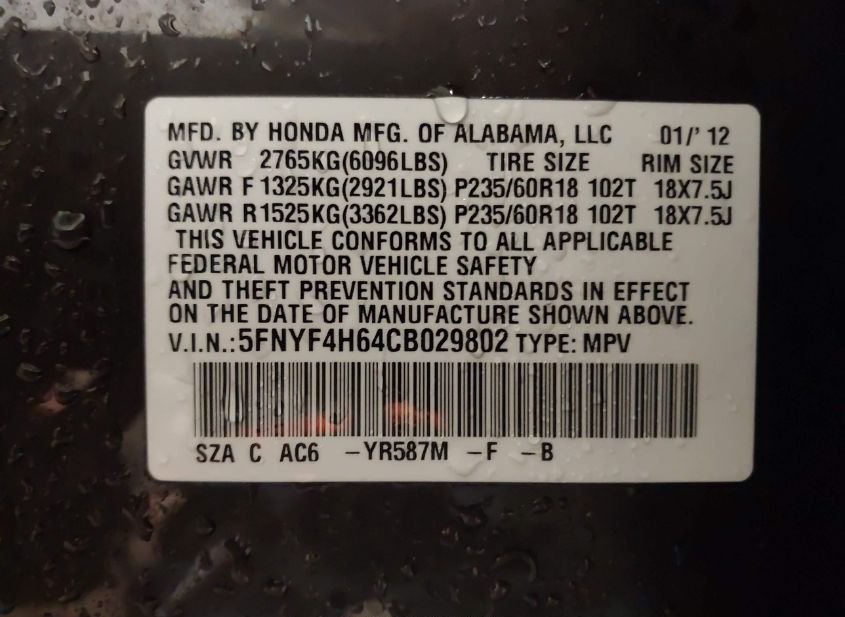 MFD. BY HONDA MFG. OF ALABAMA, LLC 01/' 12
GVWR 2765KG(6096LBS) TIRE SIZE RIM SIZE
GAWR F 1325KG(2921LBS) P235/60R18 102T 18X7.5J
GAWR R1525KG(3362LBS) P235/60R18 102T 18X7.5J
THIS VEHICLE CONFORMS TO ALL APPLICABLE
FEDERAL MOTOR VEHICLE SAFETY
AND THEFT PREVENTION STANDARDS IN EFFECT
ON THE DATE OF MANUFACTURE SHOWN ABOVE.
V.I.N.:5FNYF4H64CB029802 TYPE: MPV
SZA C AC6 -YR587M -F -B